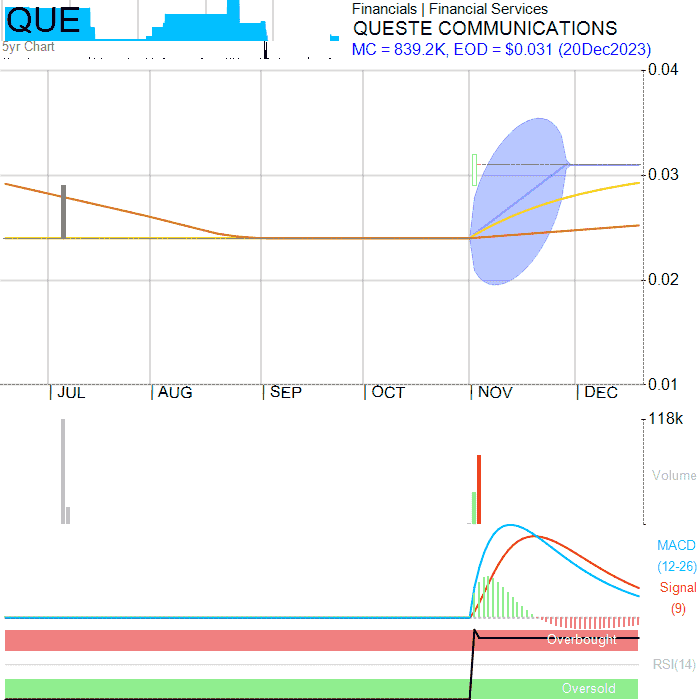 QUE
5yr Chart
Financials | Financial Services
QUESTE COMMUNICATIONS
MC = 839.2K, EOD = $0.031 (20Dec2023)
0.04
0.03
0.02
0.01
| JUL | AUG | SEP | OCT | NOV | DEC
118k
Volume
MACD
(12-26)
Signal
(9)
Overbought
RSI(14)
Oversold